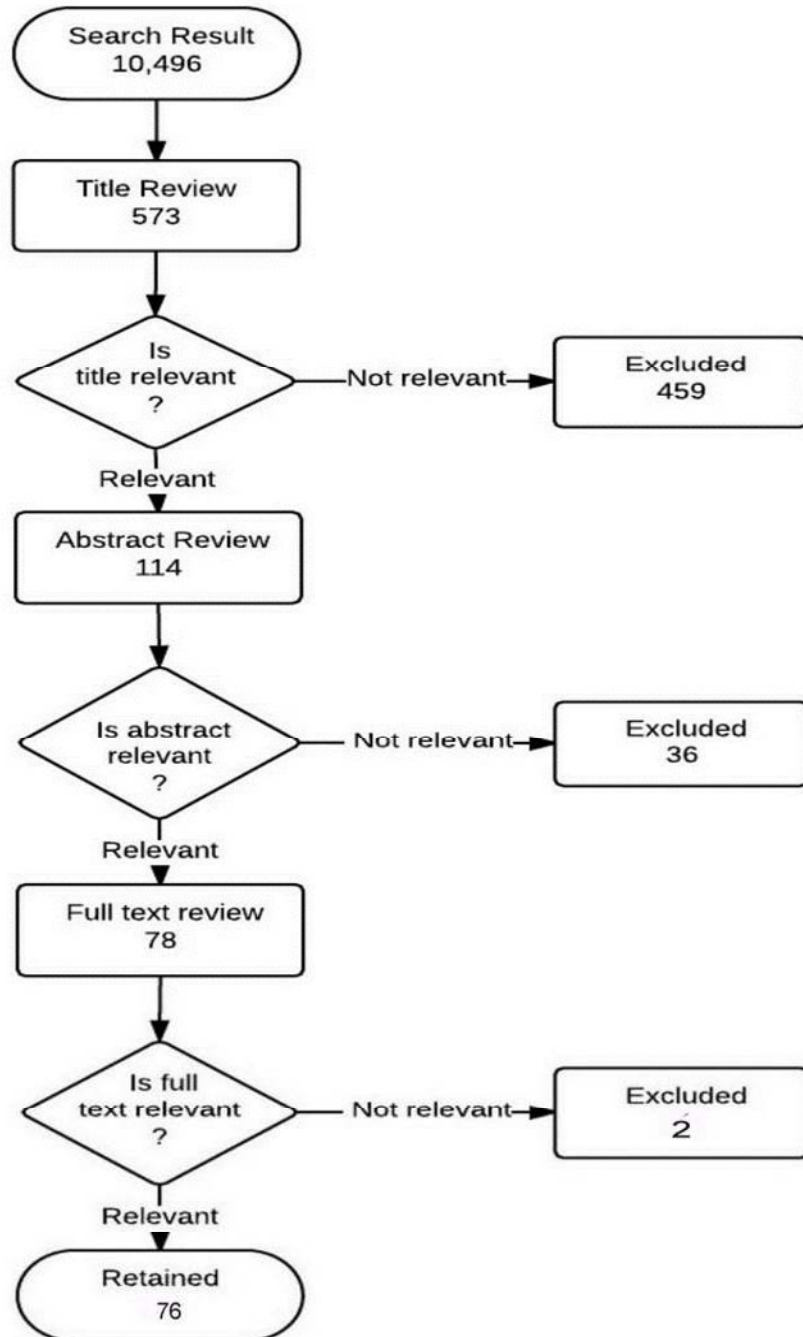 Search Result
10,496
Title Review
573
Is
title relevant
?
Not relevant
Excluded
459
Relevant
Abstract Review
114
Is abstract
relevant
?
Not relevant
Excluded
36
Relevant
Full text review
78
Is full
text relevant
?
Not relevant
Excluded
2
Relevant
Retained
76